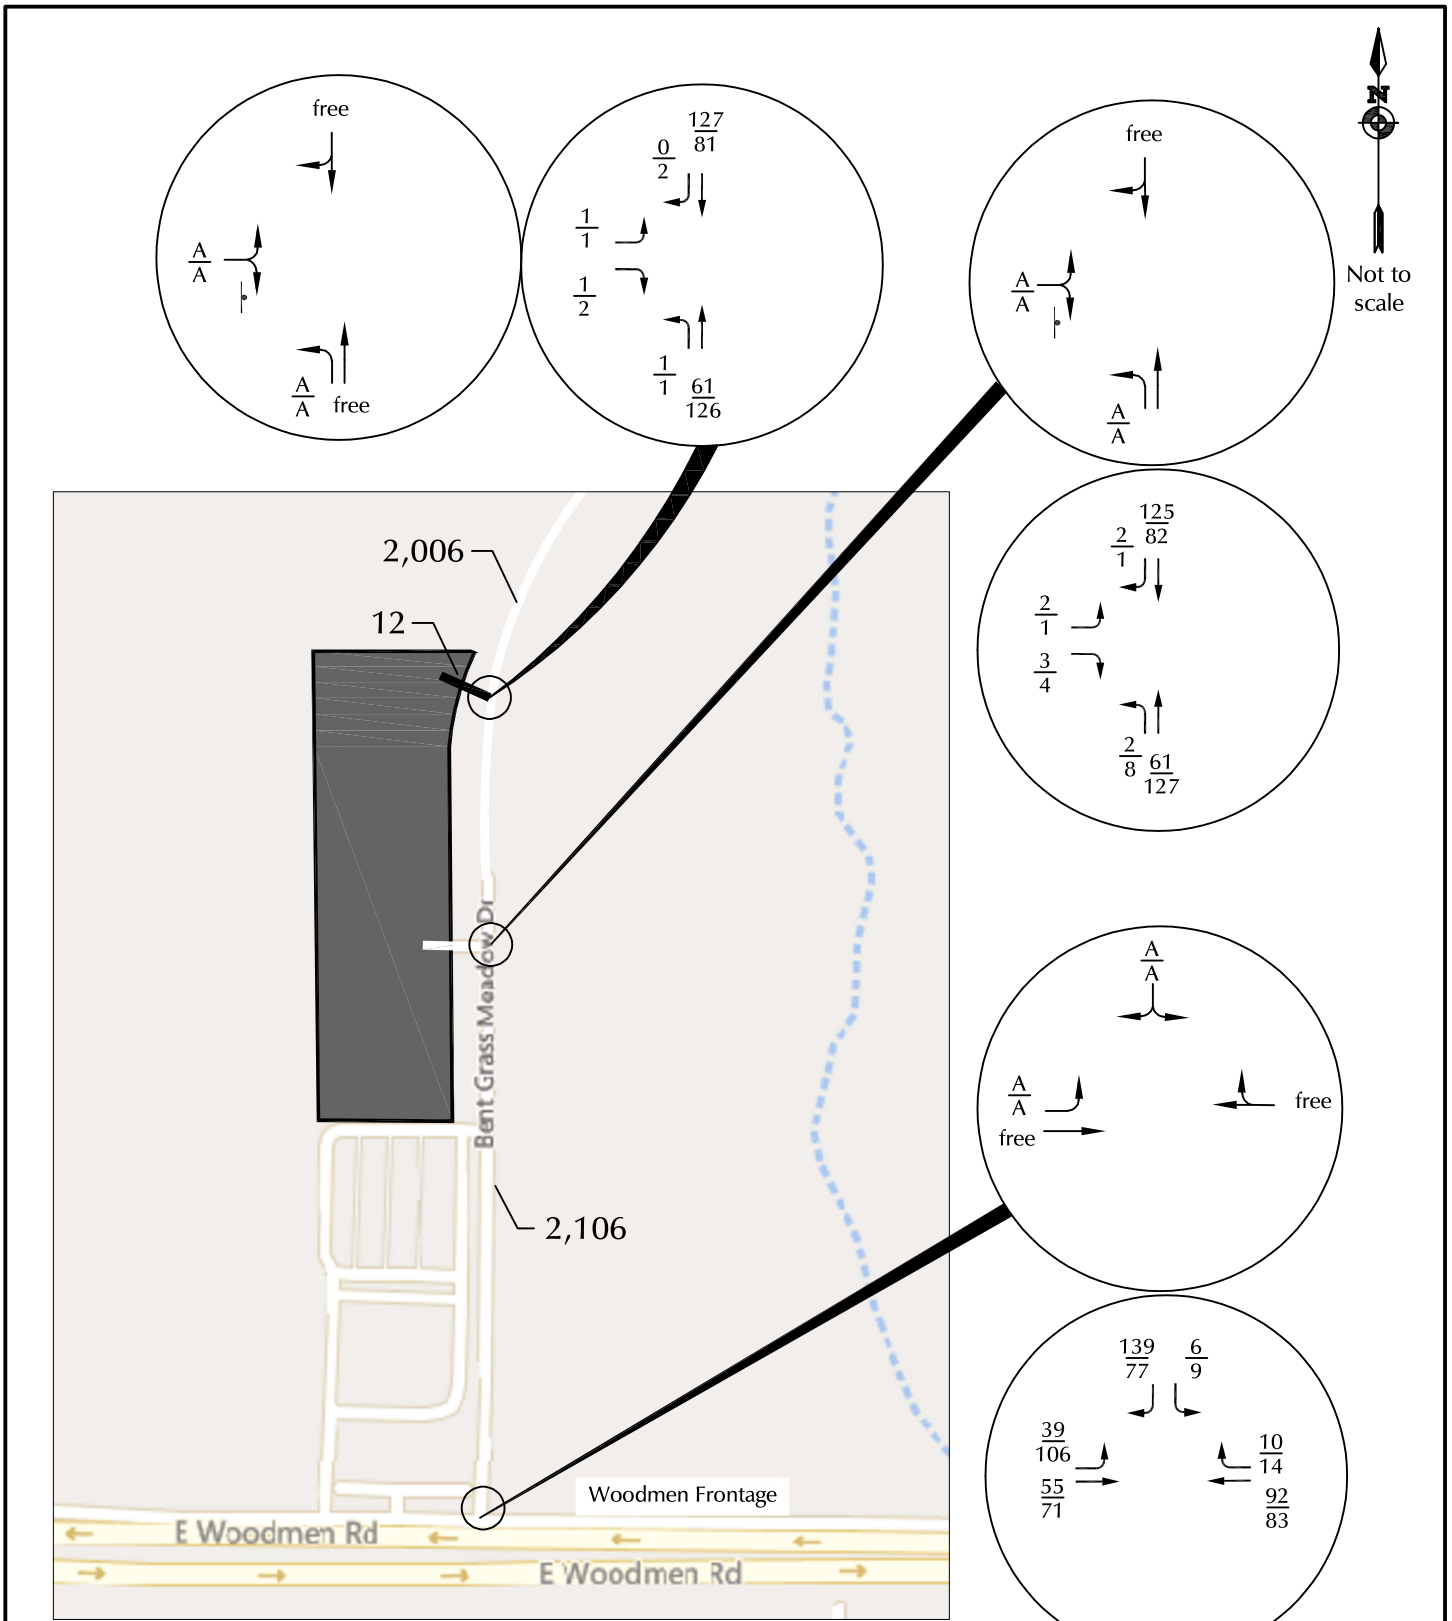 free
A
A
A
A
free
127
81
0
2
1
1
1
2
1
1
61
126
free
A
A
A
A
N
Not to
scale
125
82
2
1
2
1
3
4
2
8
61
127
2,006
12
Bent Grass Meadow Dr
2,106
A
A
A
A
free
free
139
77
6
9
39
106
55
71
10
14
92
83
Woodmen Frontage
E Woodmen Rd
E Woodmen Rd